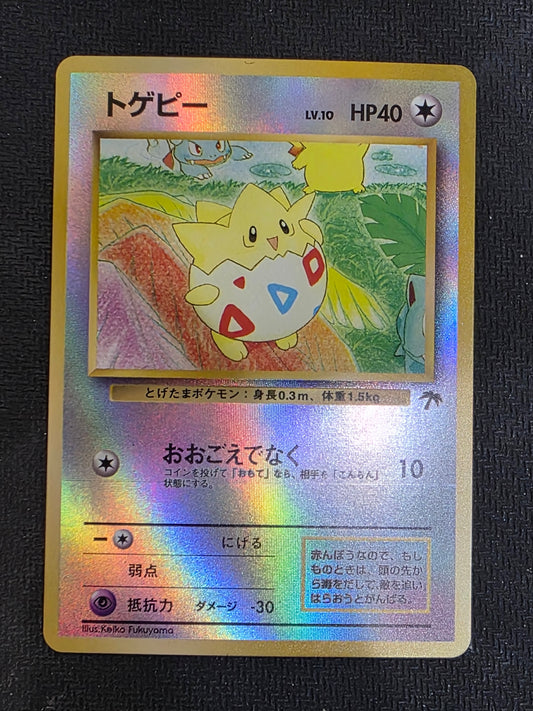 トゲピー LV.10 HP40
とげたまポケモン：身長0.3m、体重1.5kg
おおごえでなく 10
コインを投げて「おもて」なら、相手を「こんらん」
状態にする。
ー にげる
弱点
抵抗力 ダメージ -30
赤んぼうなので、もし
ものときは、頭の先か
ら毒をだして、敵を追い
はらおうとがんばる。
Illus.Keiko Fukuyama